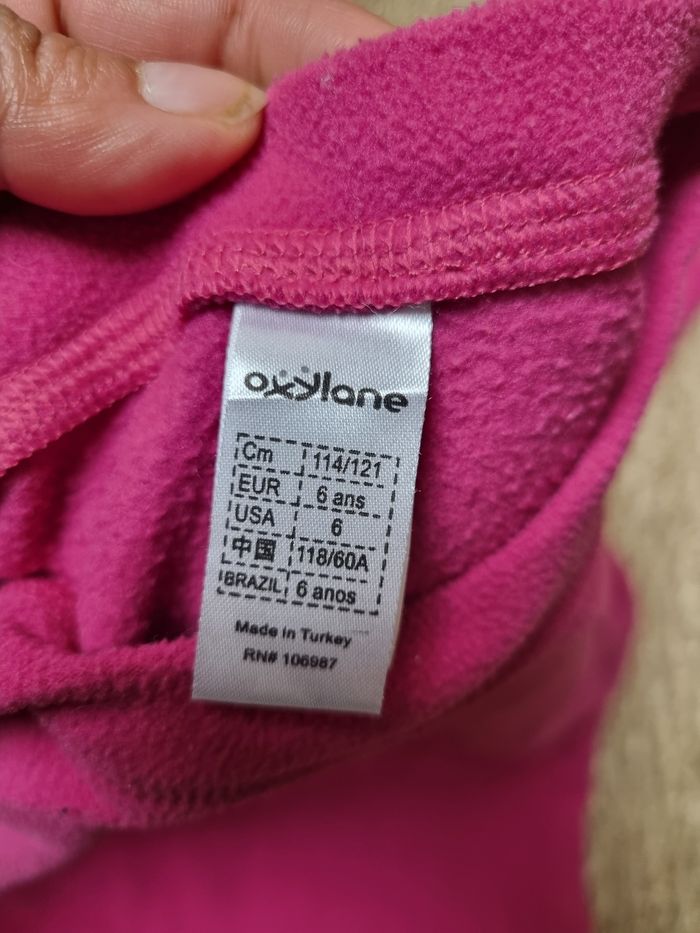 oxylane
Cm 114/121
EUR 6 ans
USA 6
中国 118/60A
BRAZIL 6 anos
Made in Turkey
RN# 106987